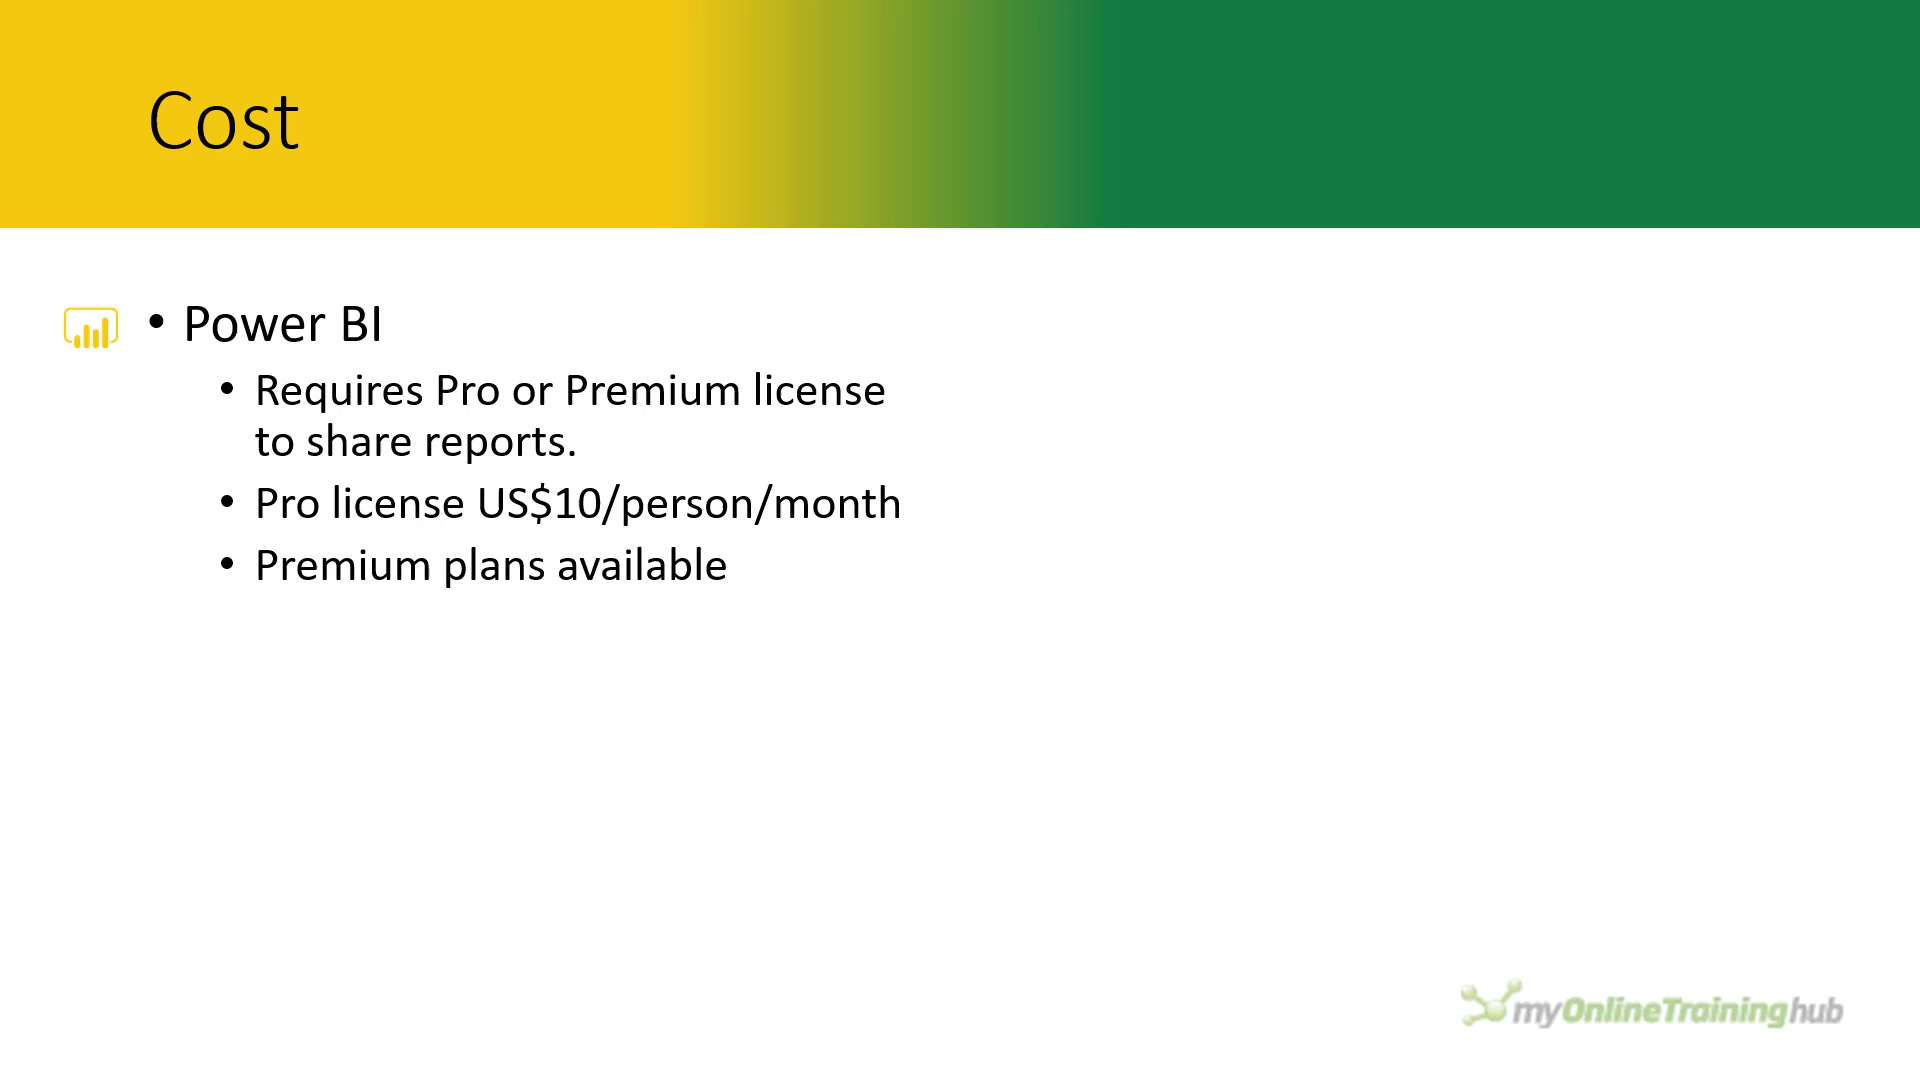 Cost
• Power BI
• Requires Pro or Premium license
to share reports.
• Pro license US$10/person/month
• Premium plans available
myOnlineTraininghub